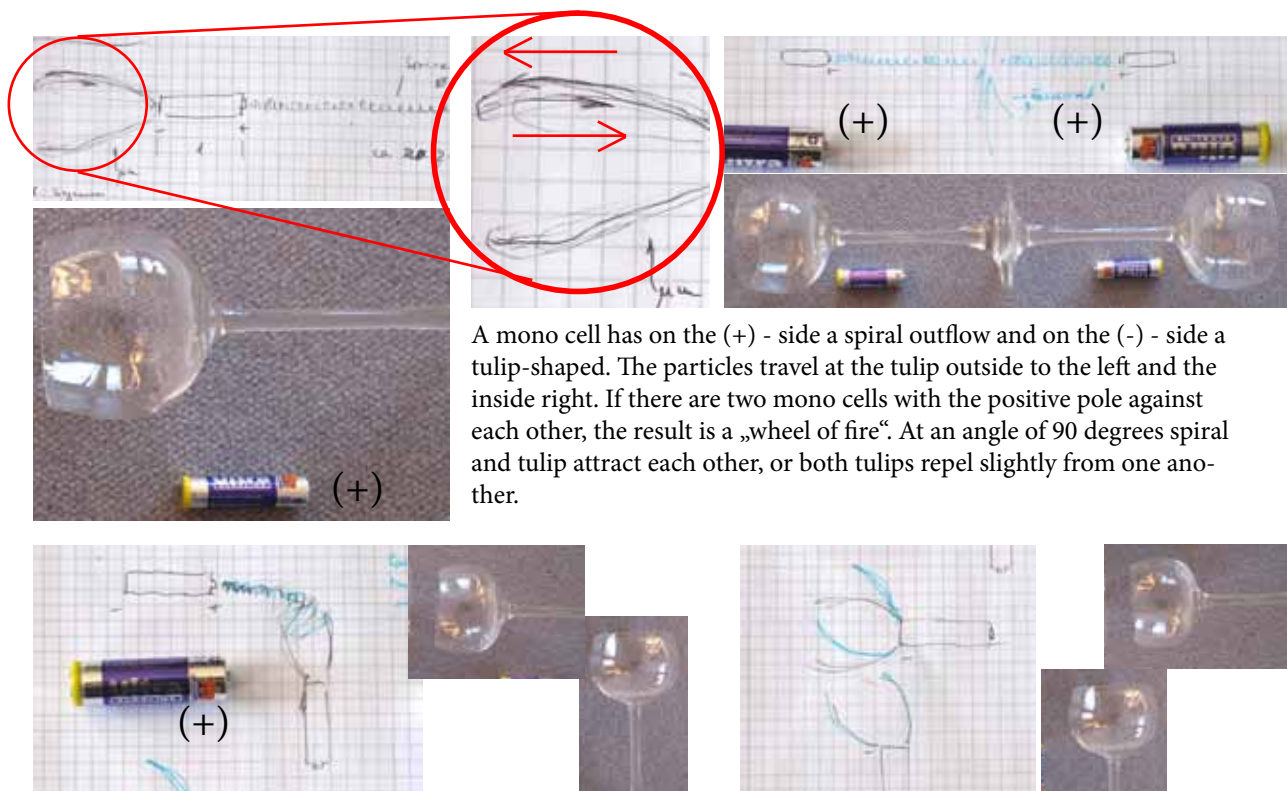 (+)
(+)
A mono cell has on the (+) - side a spiral outflow and on the (-) - side a
tulip-shaped. The particles travel at the tulip outside to the left and the
inside right. If there are two mono cells with the positive pole against
each other, the result is a „wheel of fire“. At an angle of 90 degrees spiral
and tulip attract each other, or both tulips repel slightly from one ano-
ther.
(+)
(+)